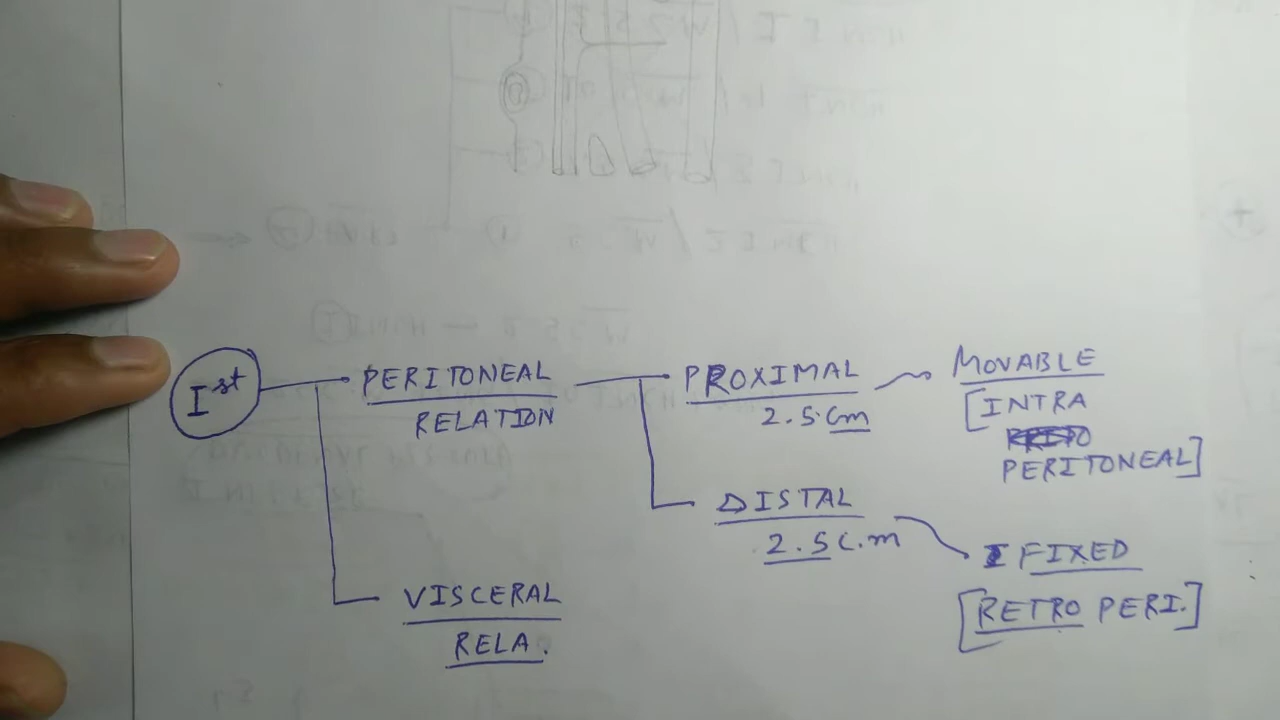 Ist
PERITONEAL
RELATION
PROXIMAL
2.5 Cm
MOVABLE
[INTRA
PERITONEAL]
DISTAL
2.5 C.m
FIXED
[RETRO PERI.]
VISCERAL
RELA.